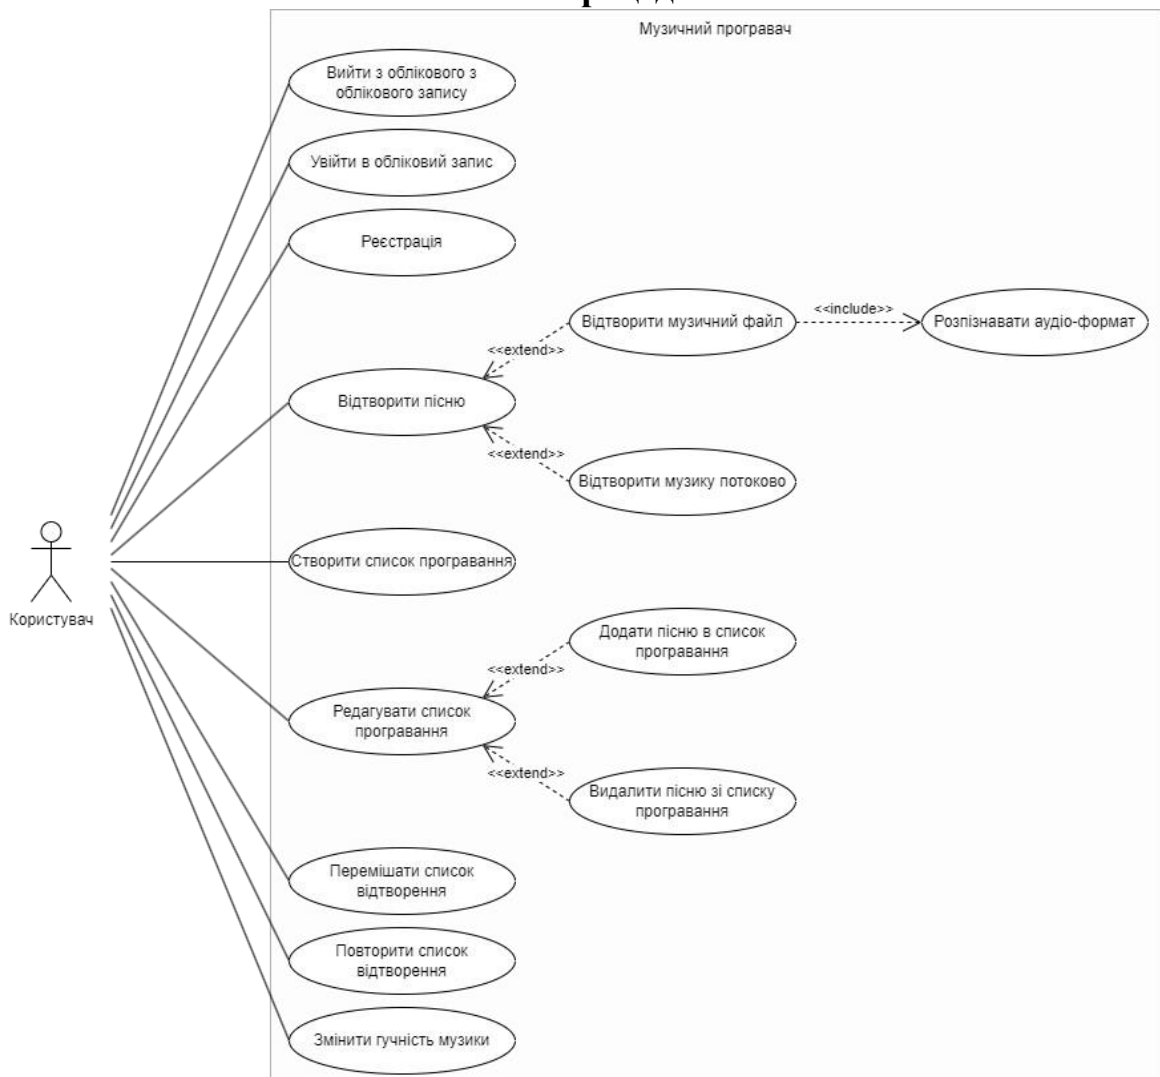 Музичний програвач
Вийти з облікового з
облікового запису
Увійти в обліковий запис
Реєстрація
Відтворити музичний файл
<<include>>
Розпізнавати аудіо-формат
<<extend>>
Відтворити пісню
<<extend>>
Відтворити музику потоково
Створити список програвання
Користувач
Додати пісню в список
програвання
<<extend>>
Редагувати список
програвання
<<extend>>
Видалити пісню зі списку
програвання
Перемішати список
відтворення
Повторити список
відтворення
Змінити гучність музики